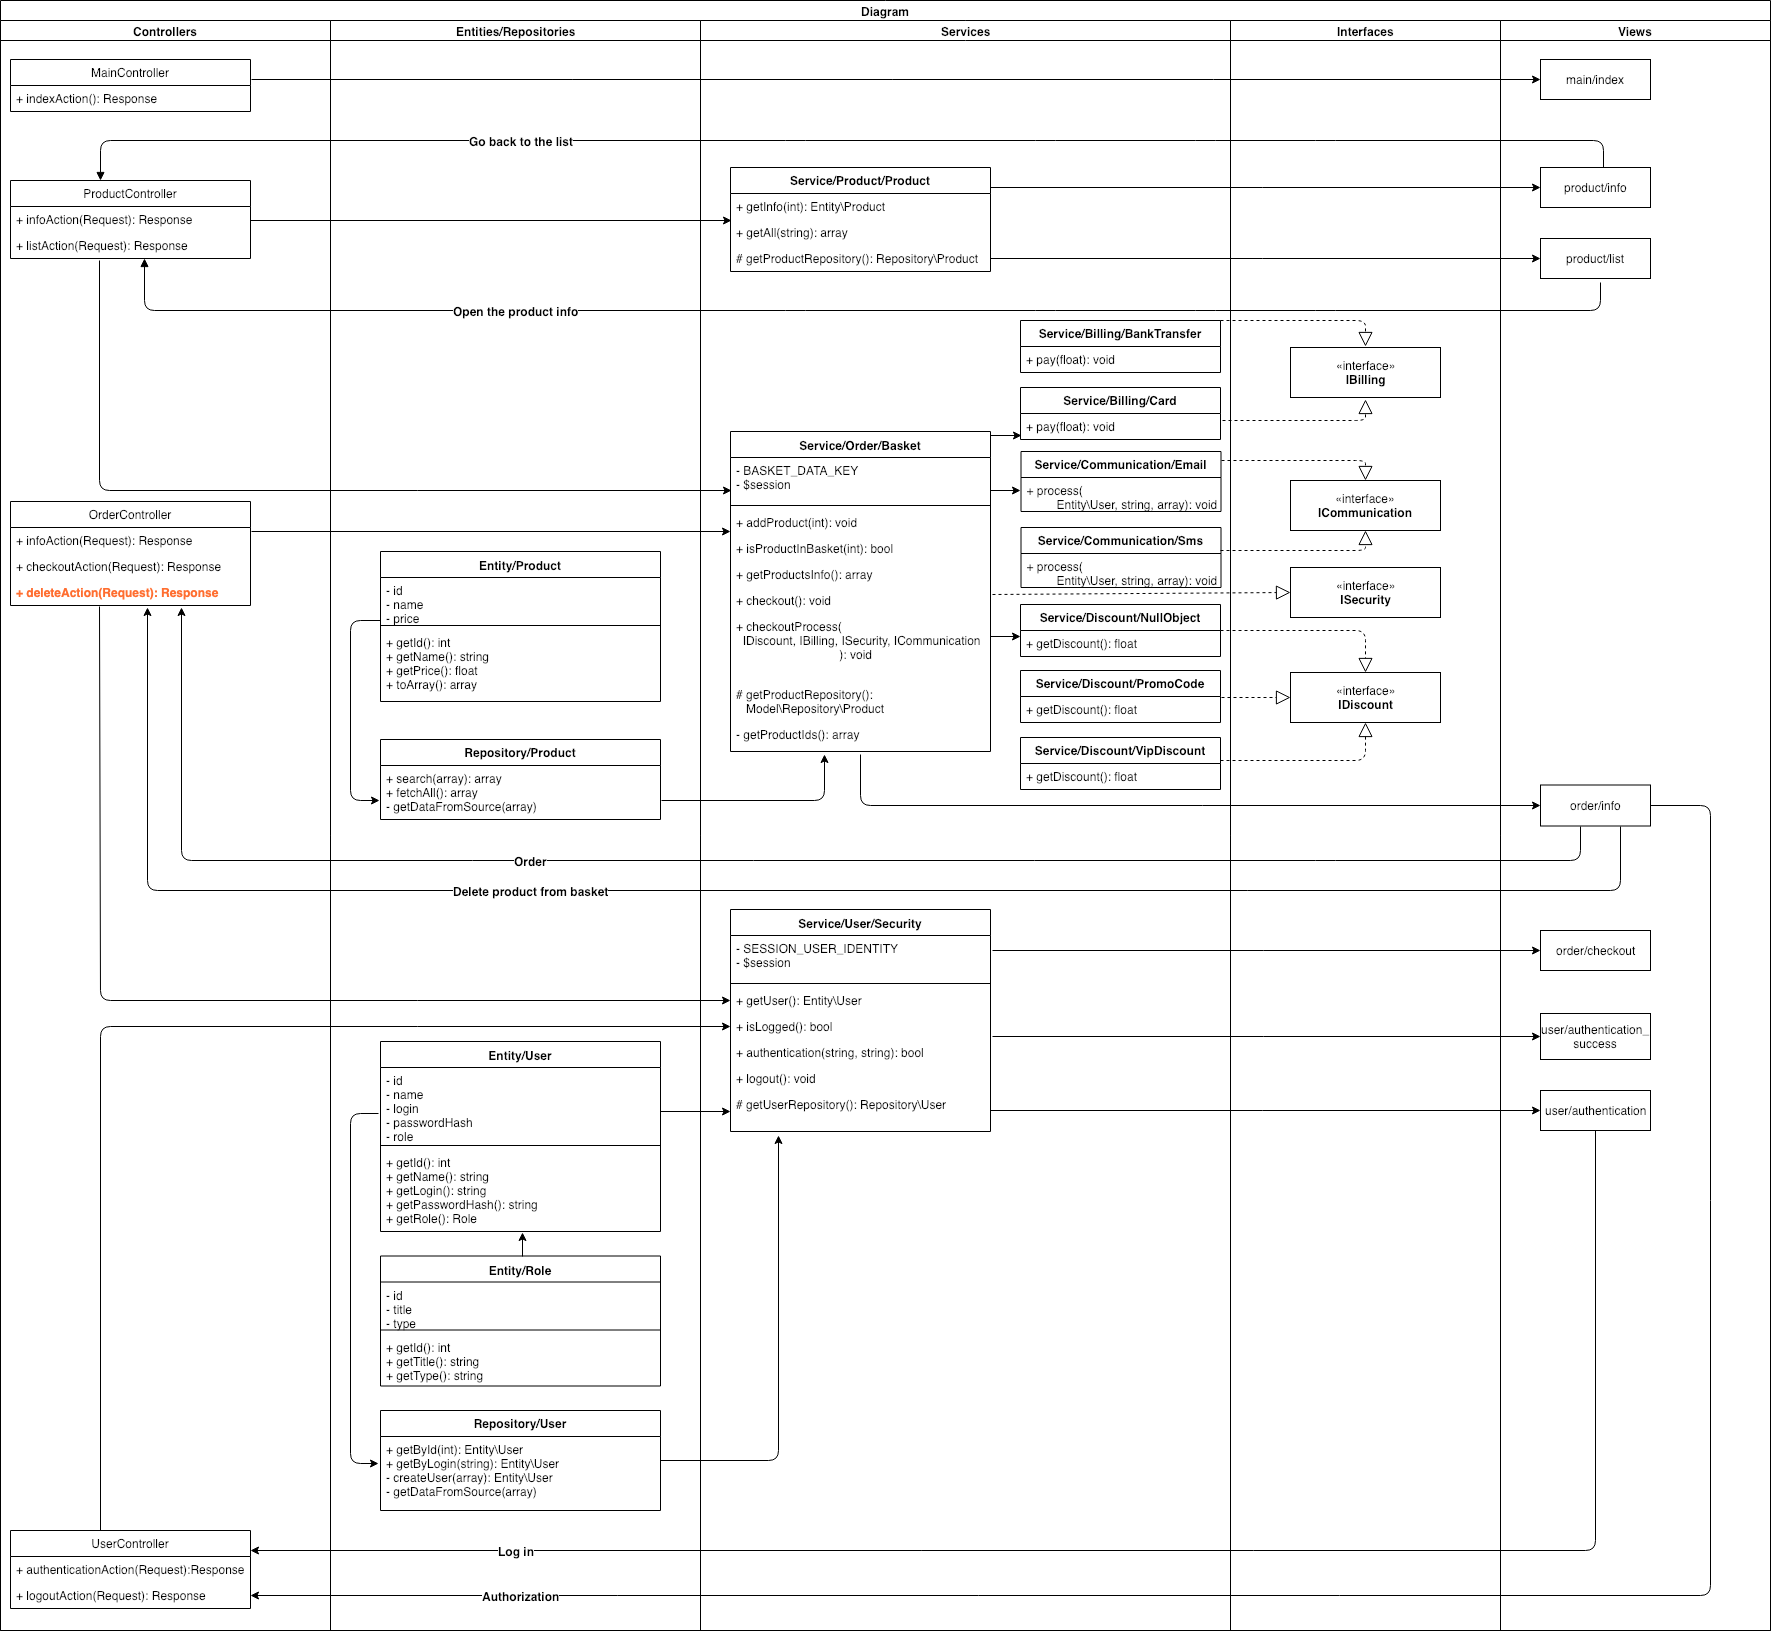 Diagram
Controllers
Entities/Repositories
Services
Interfaces
Views
MainController
+ indexAction(): Response
main/index
Go back to the list
ProductController
+ infoAction(Request): Response
+ listAction(Request): Response
Service/Product/Product
+ getInfo(int): Entity\Product
+ getAll(string): array
# getProductRepository(): Repository\Product
product/info
product/list
Open the product info
Service/Billing/BankTransfer
+ pay(float): void
«interface»
IBilling
Service/Billing/Card
+ pay(float): void
Service/Order/Basket
- BASKET_DATA_KEY
- $session
+ addProduct(int): void
+ isProductInBasket(int): bool
+ getProductsInfo(): array
+ checkout(): void
+ checkoutProcess(
IDiscount, IBilling, ISecurity, ICommunication
): void
# getProductRepository():
Model\Repository\Product
- getProductIds(): array
Service/Communication/Email
+ process(
Entity\User, string, array): void
«interface»
ICommunication
Service/Communication/Sms
+ process(
Entity\User, string, array): void
«interface»
ISecurity
Service/Discount/NullObject
+ getDiscount(): float
Service/Discount/PromoCode
+ getDiscount(): float
«interface»
IDiscount
Service/Discount/VipDiscount
+ getDiscount(): float
OrderController
+ infoAction(Request): Response
+ checkoutAction(Request): Response
+ deleteAction(Request): Response
Entity/Product
- id
- name
- price
+ getId(): int
+ getName(): string
+ getPrice(): float
+ toArray(): array
Repository/Product
+ search(array): array
+ fetchAll(): array
- getDataFromSource(array)
order/info
Order
Delete product from basket
Service/User/Security
- SESSION_USER_IDENTITY
- $session
+ getUser(): Entity\User
+ isLogged(): bool
+ authentication(string, string): bool
+ logout(): void
# getUserRepository(): Repository\User
order/checkout
user/authentication_
success
user/authentication
Entity/User
- id
- name
- login
- passwordHash
- role
+ getId(): int
+ getName(): string
+ getLogin(): string
+ getPasswordHash(): string
+ getRole(): Role
Entity/Role
- id
- title
- type
+ getId(): int
+ getTitle(): string
+ getType(): string
Repository/User
+ getById(int): Entity\User
+ getByLogin(string): Entity\User
- createUser(array): Entity\User
- getDataFromSource(array)
UserController
+ authenticationAction(Request):Response
+ logoutAction(Request): Response
Log in
Authorization